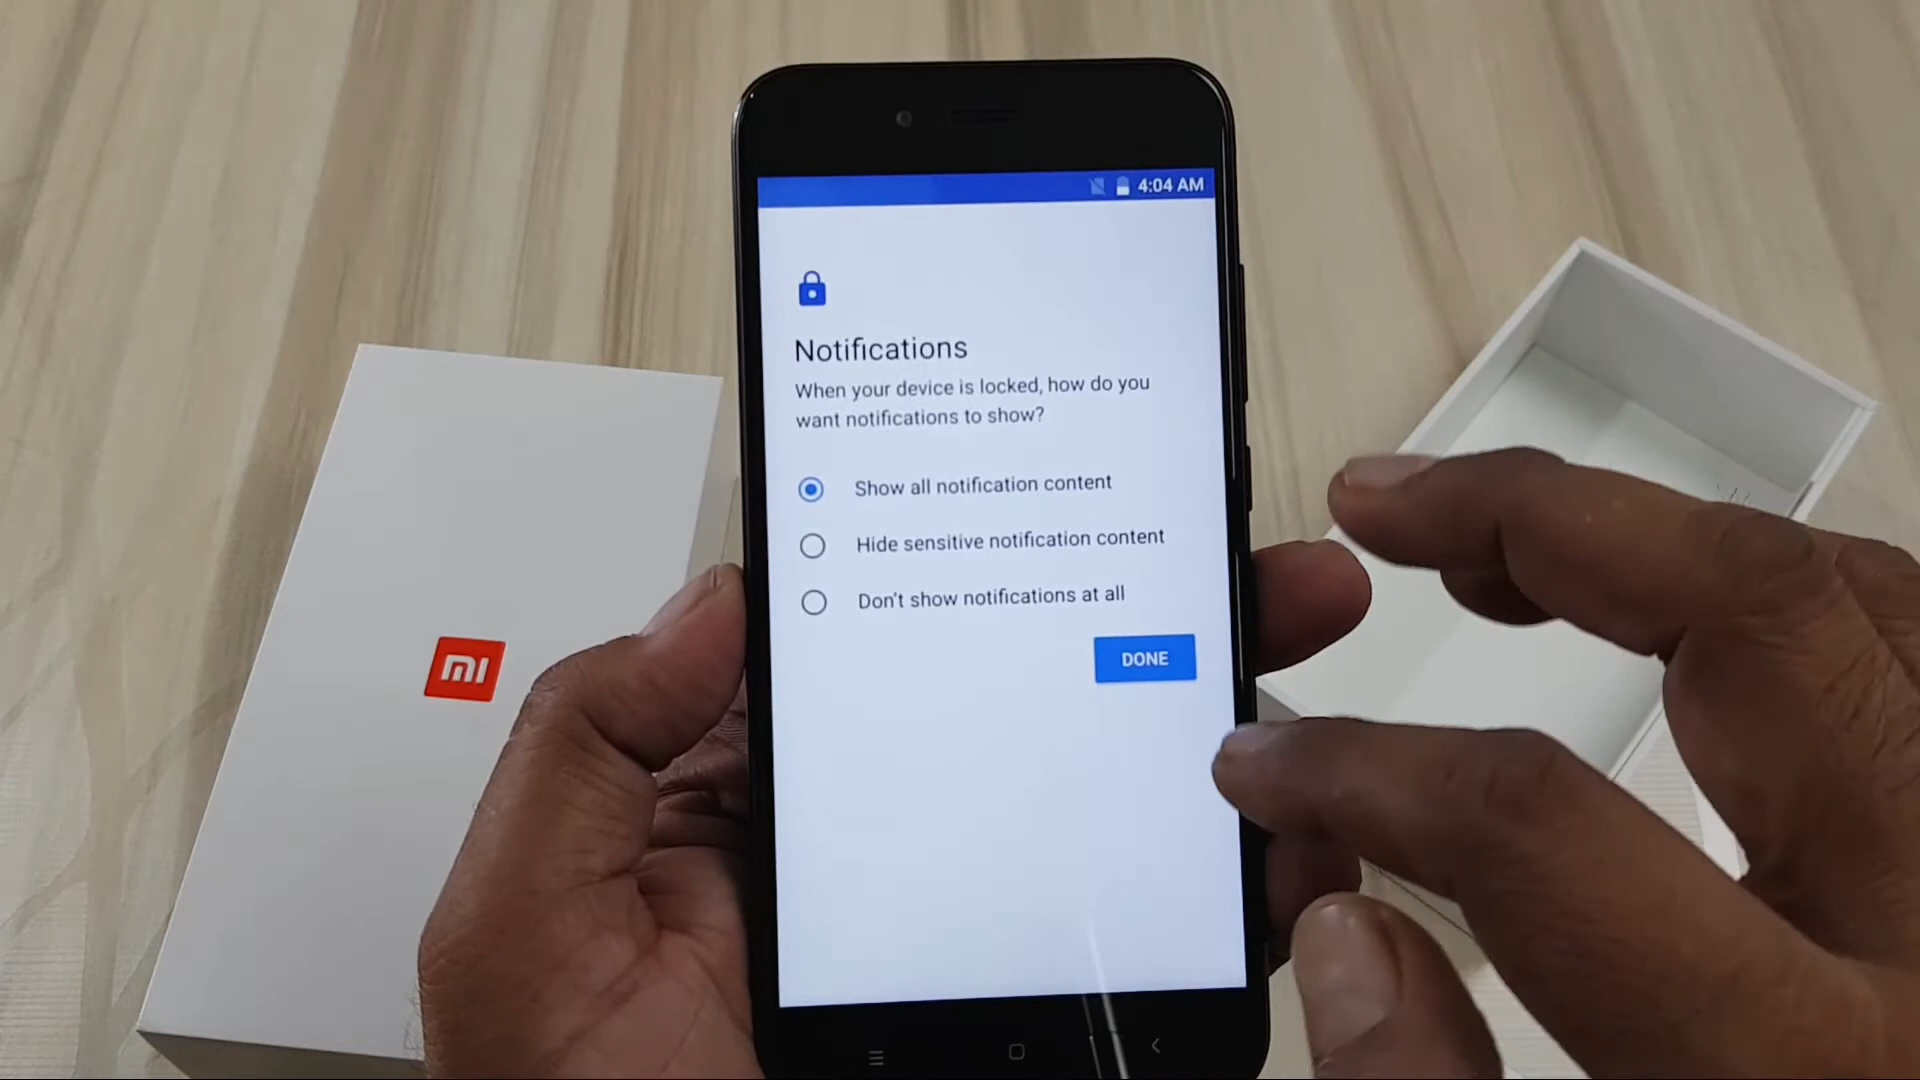 4:04 AM
Notifications
When your device is locked, how do you
want notifications to show?
Show all notification content
Hide sensitive notification content
Don't show notifications at all
DONE
mi